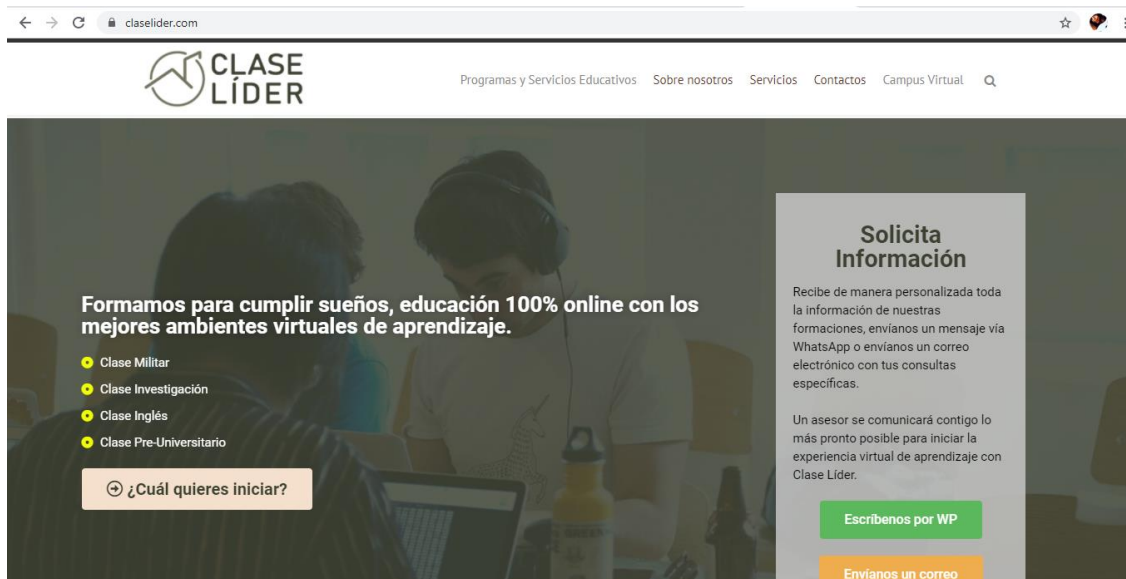 claselider.com
CLASE
LÍDER
Programas y Servicios Educativos Sobre nosotros Servicios Contactos Campus Virtual
Formamos para cumplir sueños, educación 100% online con los
mejores ambientes virtuales de aprendizaje.
Clase Militar
Clase Investigación
Clase Inglés
Clase Pre-Universitario
¿Cuál quieres iniciar?
Solicita
Información
Recibe de manera personalizada toda
la información de nuestras
formaciones, envíanos un mensaje vía
WhatsApp o envíanos un correo
electrónico con tus consultas
específicas.
Un asesor se comunicará contigo lo
más pronto posible para iniciar la
experiencia virtual de aprendizaje con
Clase Líder.
Escríbenos por WP
Envíanos un correo